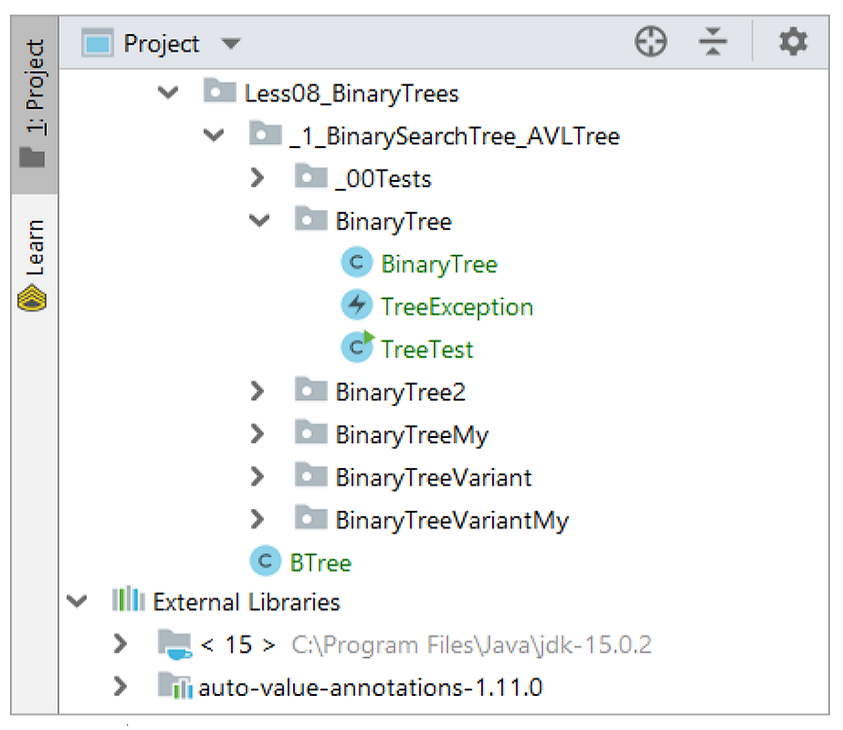 Project
1: Project
Less08_BinaryTrees
_1_BinarySearchTree_AVLTree
_00Tests
BinaryTree
Learn
C BinaryTree
TreeException
C TreeTest
BinaryTree2
BinaryTreeMy
BinaryTreeVariant
BinaryTreeVariantMy
C BTree
External Libraries
< 15 > C:\Program Files\Java\jdk-15.0.2
auto-value-annotations-1.11.0